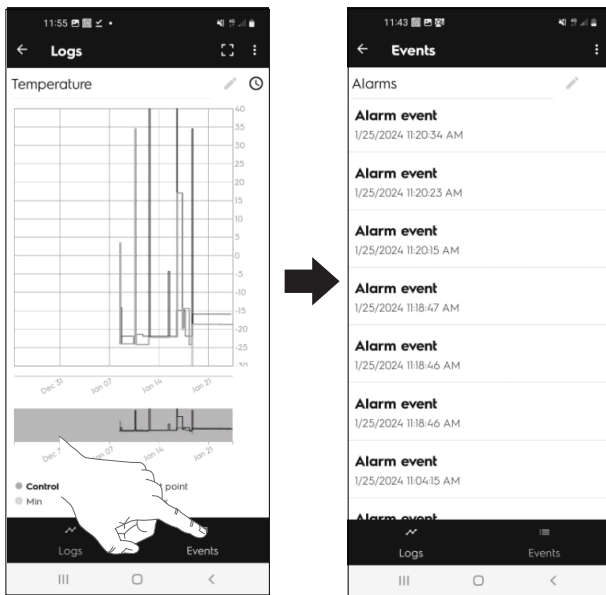 11:55
Logs
Temperature
40
35
30
25
20
15
10
5
0
-5
-10
-15
-20
-25
-30
Dec 31 Jan 07 Jan 14 Jan 21
Dec Jan 07 Jan 14 Jan 21
Control point
Min
Logs Events
11:43
Events
Alarms
Alarm event
1/25/2024 11:20:34 AM
Alarm event
1/25/2024 11:20:23 AM
Alarm event
1/25/2024 11:20:15 AM
Alarm event
1/25/2024 11:18:47 AM
Alarm event
1/25/2024 11:18:46 AM
Alarm event
1/25/2024 11:18:46 AM
Alarm event
1/25/2024 11:04:15 AM
Alarm event
Logs Events